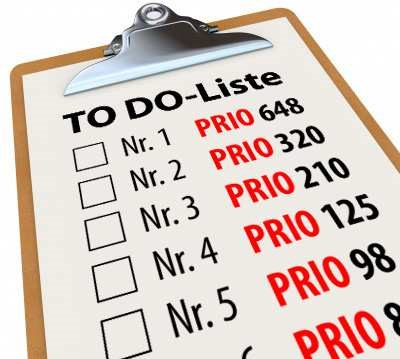 TO DO-Liste
Nr. 1 PRIO 648
Nr. 2 PRIO 320
Nr. 3 PRIO 210
Nr. 4 PRIO 125
Nr. 5 PRIO 98
PRIO